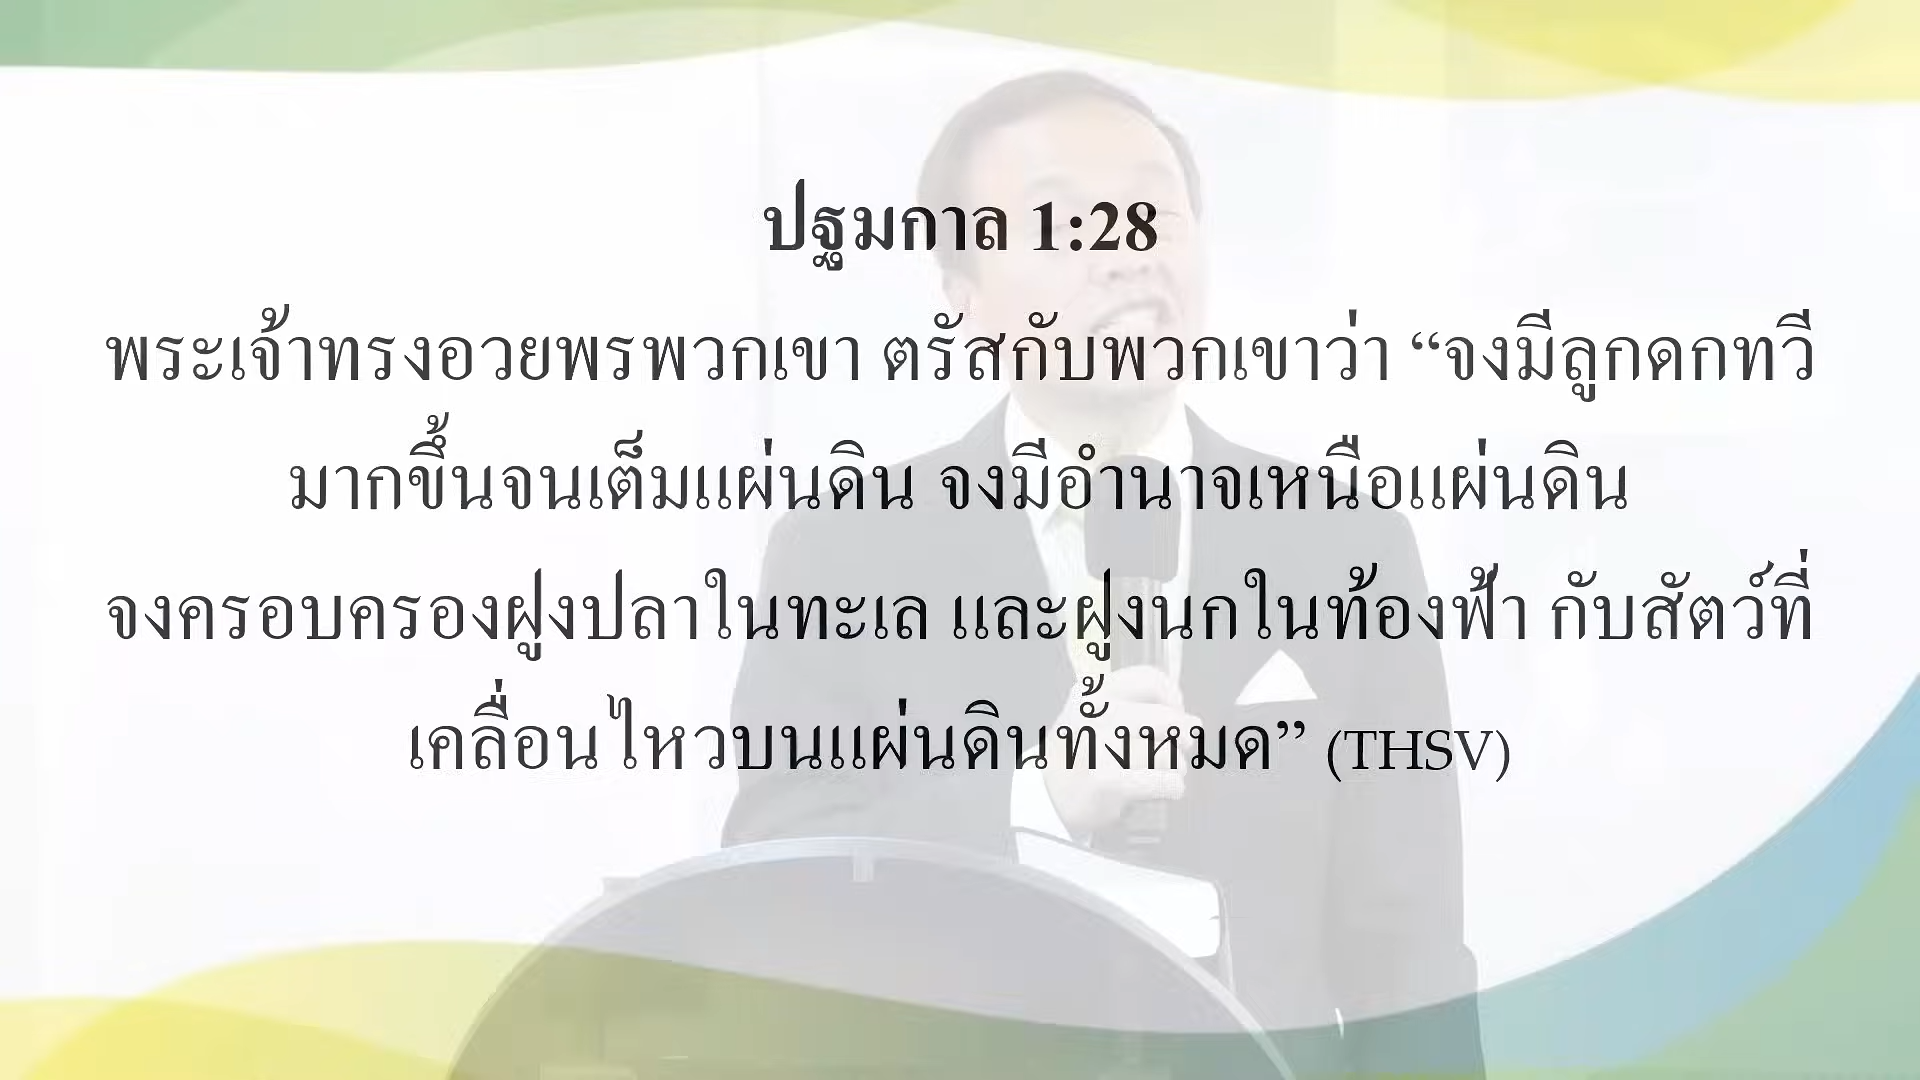 ปฐมกาล 1:28
พระเจ้าทรงอวยพรพวกเขา ตรัสกับพวกเขาว่า “จงมีลูกดกทวี
มากขึ้นจนเต็มแผ่นดิน จงมีอำนาจเหนือแผ่นดิน
จงครอบครองฝูงปลาในทะเล และฝูงนกในท้องฟ้า กับสัตว์ที่
เคลื่อนไหวบนแผ่นดินทั้งหมด” (THSV)